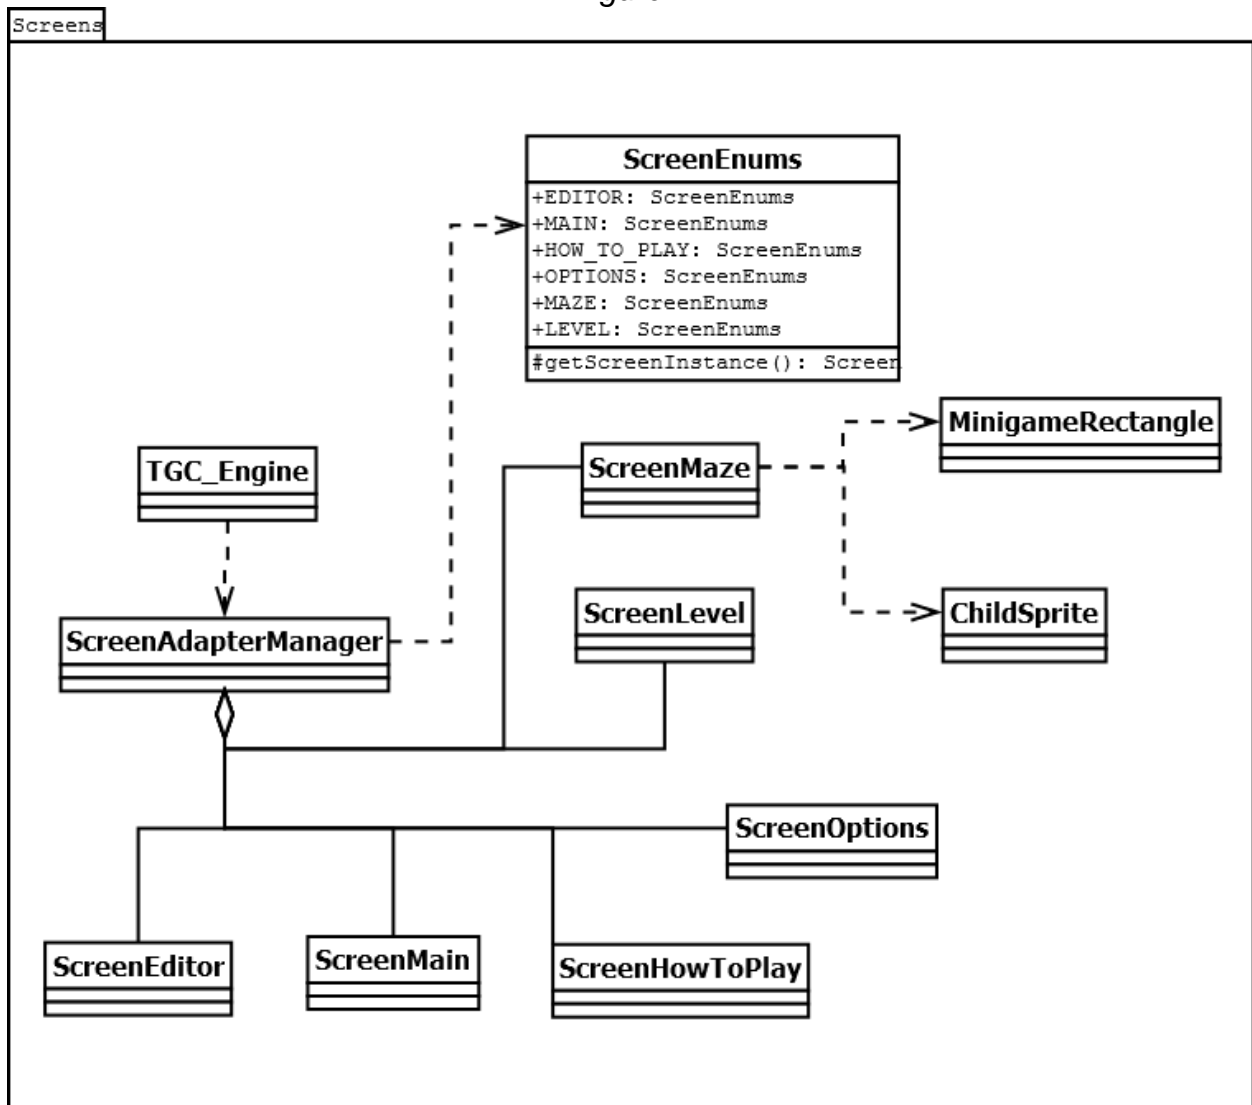 Screens
ScreenEnums
+EDITOR: ScreenEnums
+MAIN: ScreenEnums
+HOW_TO_PLAY: ScreenEnums
+OPTIONS: ScreenEnums
+MAZE: ScreenEnums
+LEVEL: ScreenEnums
#getScreenInstance(): Screen
MinigameRectangle
TGC_Engine
ScreenMaze
ScreenLevel
ChildSprite
ScreenAdapterManager
ScreenOptions
ScreenEditor
ScreenMain
ScreenHowToPlay